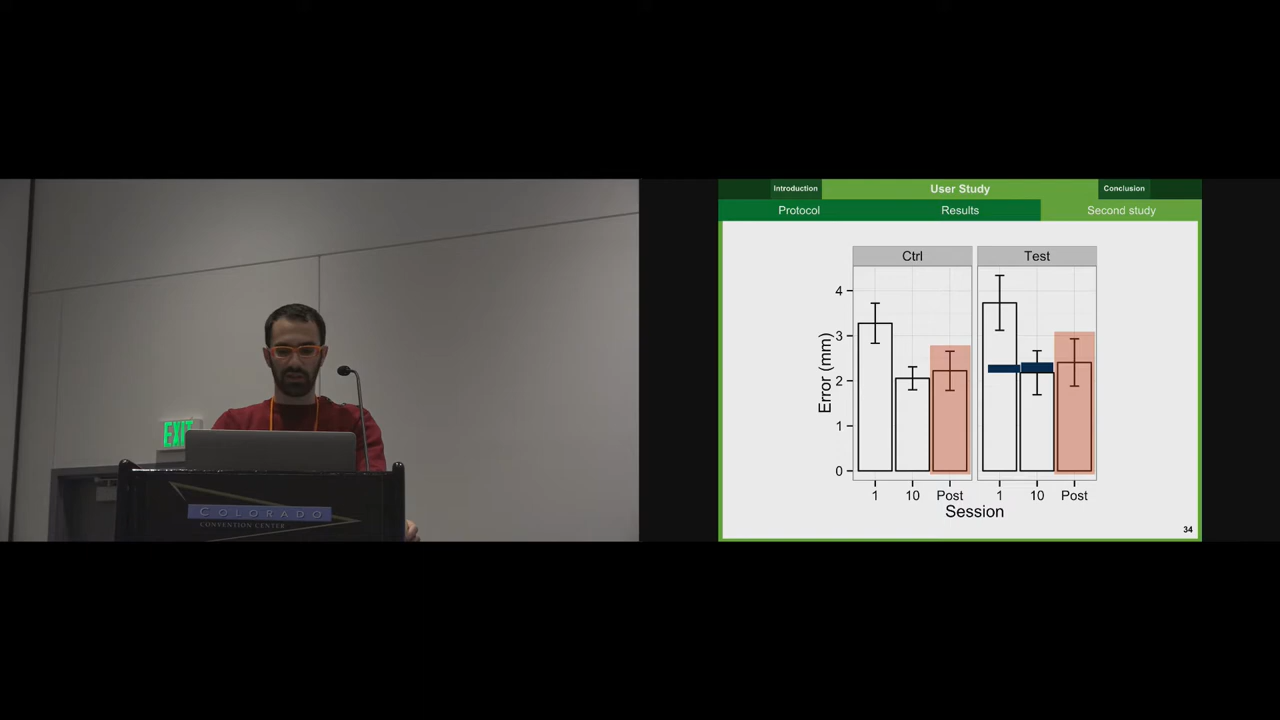 EXIT
COLORADO
CONVENTION CENTER
Introduction
User Study
Conclusion
Protocol
Results
Second study
Ctrl
Test
Error (mm)
4
3
2
1
0
1
10
Post
1
10
Post
Session
34